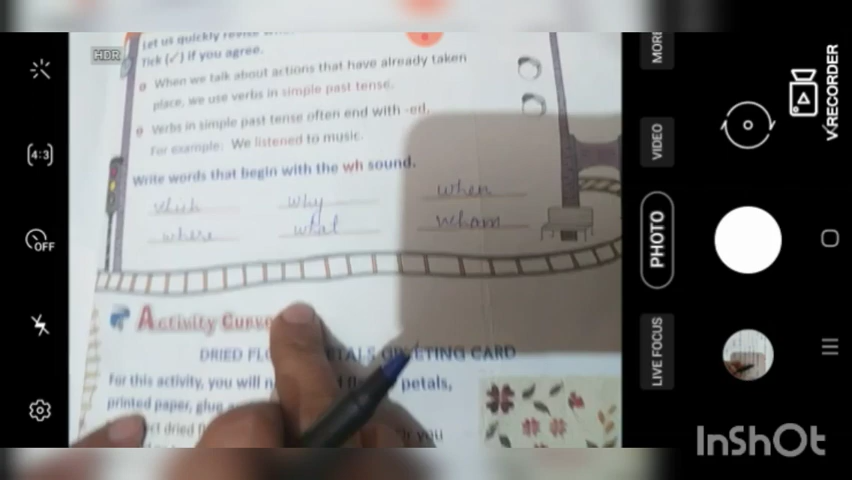 Let us quickly revise
Tick (✓) if you agree.
When we talk about actions that have already taken
place, we use verbs in simple past tense.
Verbs in simple past tense often end with -ed.
For example. We listened to music.
Write words that begin with the wh sound.
which why when
where what wham
ACTIVITY CURVE
DRIED GREETING CARD
For this activity, you will petals,
printed paper, glue
dried you
HDR
4:3
OFF
MORE
VIDEO
PHOTO
LIVE FOCUS
V.RECORDER
InShOt